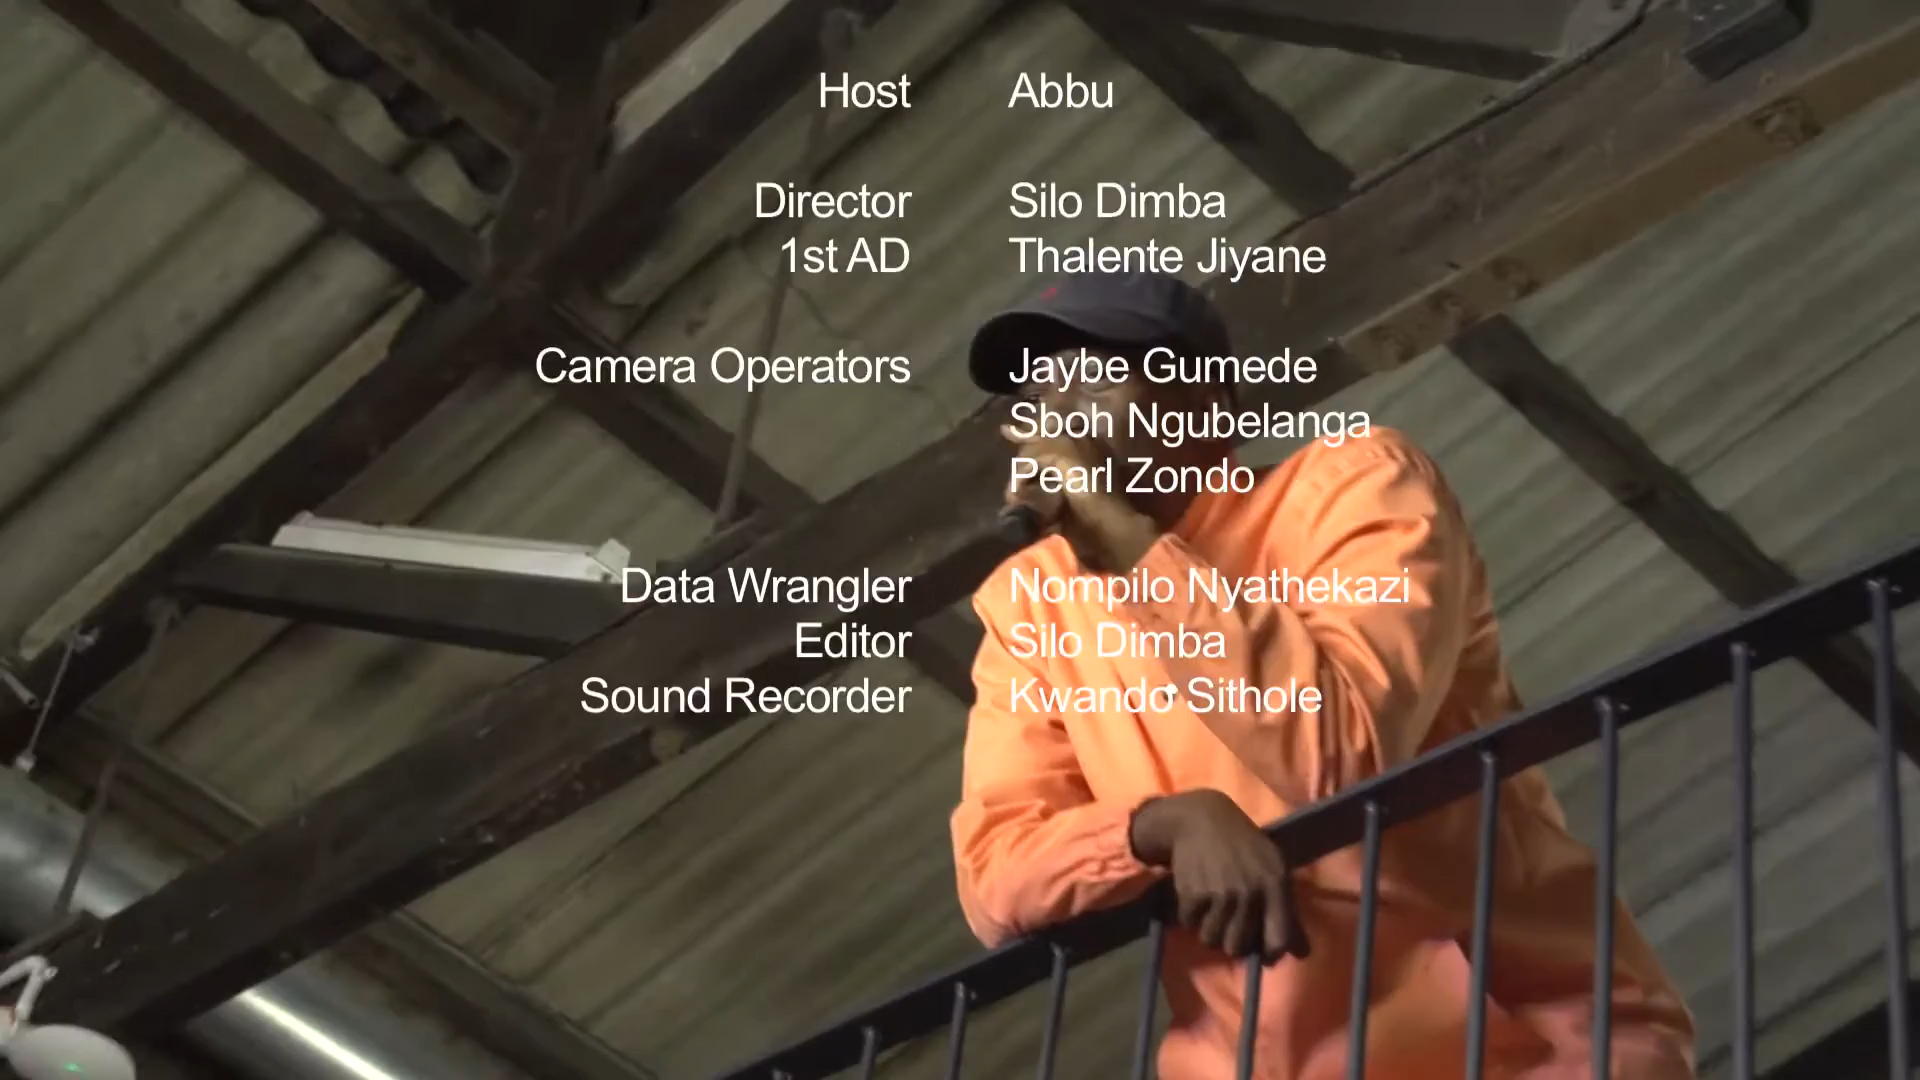 Host Abbu
Director Silo Dimba
1st AD Thalente Jiyane
Camera Operators Jaybe Gumede
Sboh Ngubelanga
Pearl Zondo
Data Wrangler Nompilo Nyathekazi
Editor Silo Dimba
Sound Recorder Kwando Sithole